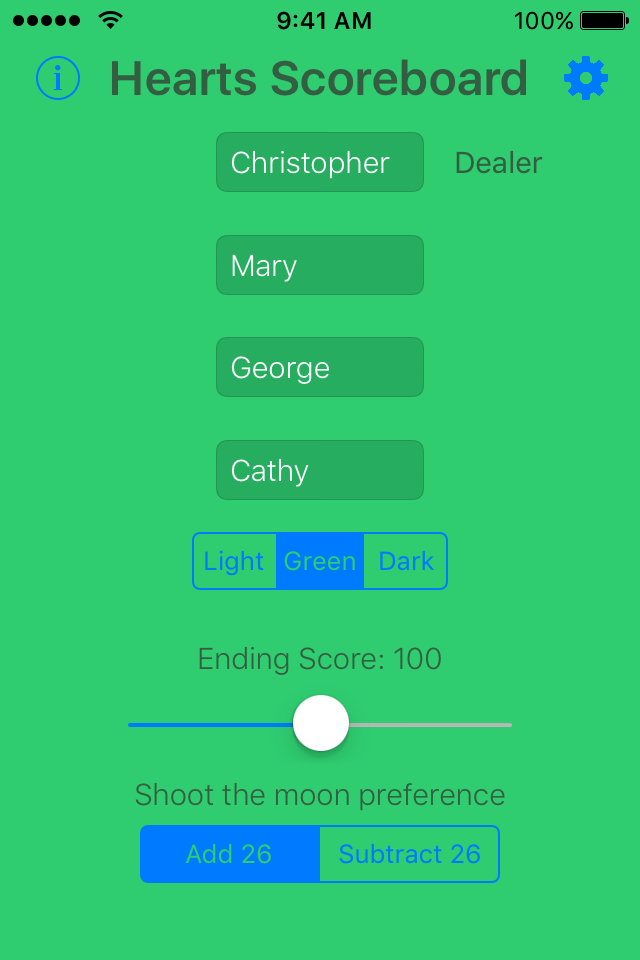 9:41 AM 100%
i Hearts Scoreboard
Christopher Dealer
Mary
George
Cathy
Light Green Dark
Ending Score: 100
Shoot the moon preference
Add 26 Subtract 26